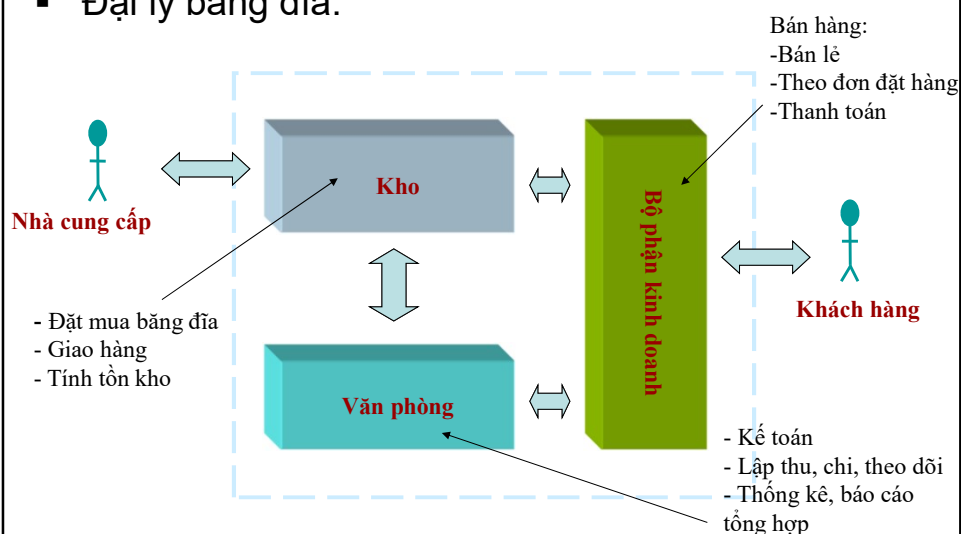 ▪ Đại lý băng đĩa:
Bán hàng:
-Bán lẻ
-Theo đơn đặt hàng
-Thanh toán
Kho
Nhà cung cấp
Bộ phận kinh doanh
Khách hàng
- Đặt mua băng đĩa
- Giao hàng
- Tính tồn kho
Văn phòng
- Kế toán
- Lập thu, chi, theo dõi
- Thống kê, báo cáo
tổng hợp